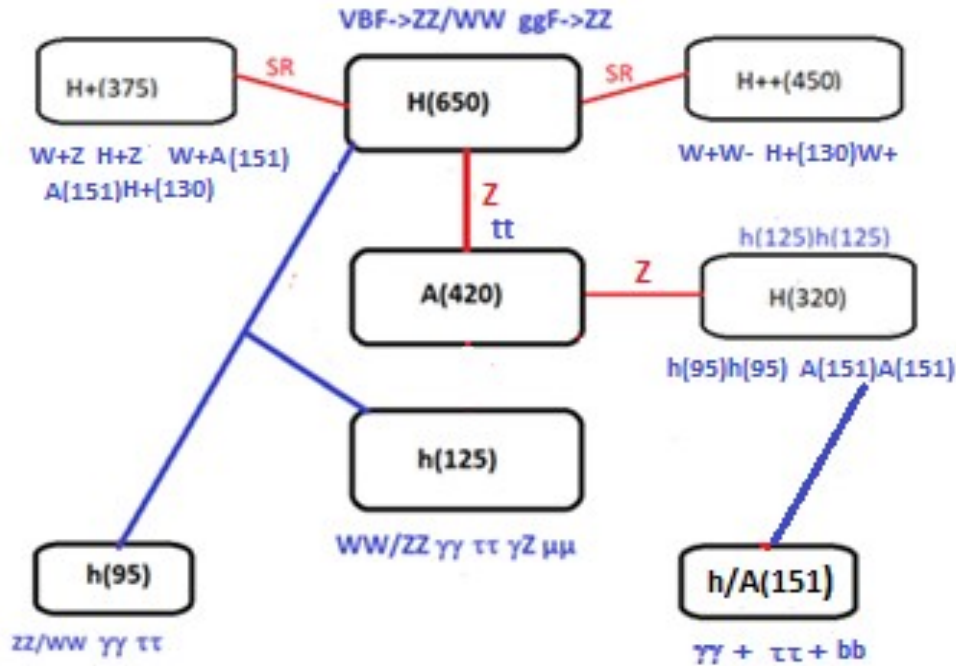 VBF->ZZ/WW ggF->ZZ
H+(375)
SR
H(650)
SR
H++(450)
W+Z H+Z W+A(151)
A(151)H+(130)
W+W- H+(130)W+
Z
tt
h(125)h(125)
A(420)
Z
H(320)
h(95)h(95) A(151)A(151)
h(125)
WW/ZZ γγ ττ γZ μμ
h(95)
h/A(151)
ZZ/WW γγ ττ
γγ + ττ + bb